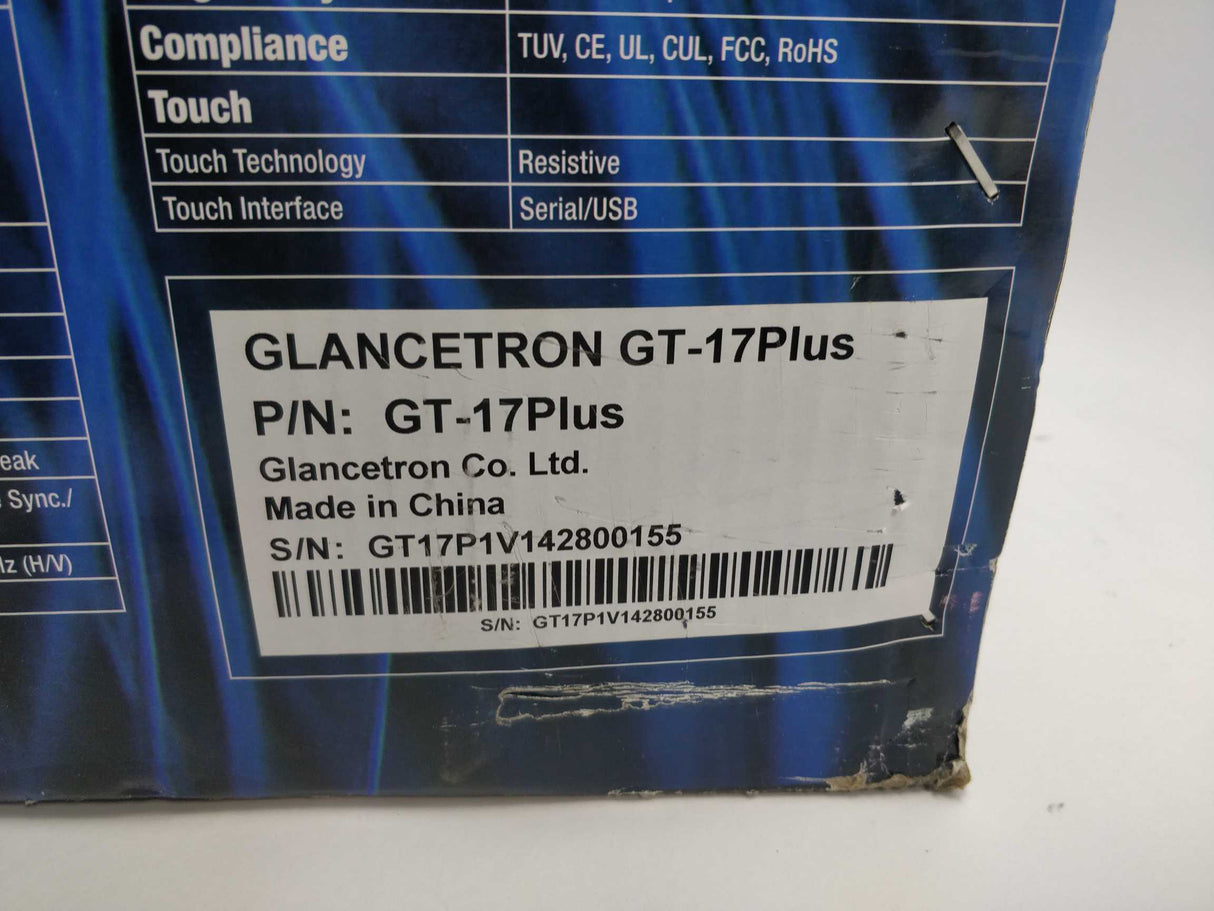 Compliance TUV, CE, UL, CUL, FCC, RoHS
Touch
Touch Technology Resistive
Touch Interface Serial/USB
eak
Sync./
Hz (H/V)
GLANCETRON GT-17Plus
P/N: GT-17Plus
Glancetron Co. Ltd.
Made in China
S/N: GT17P1V142800155
S/N: GT17P1V142800155